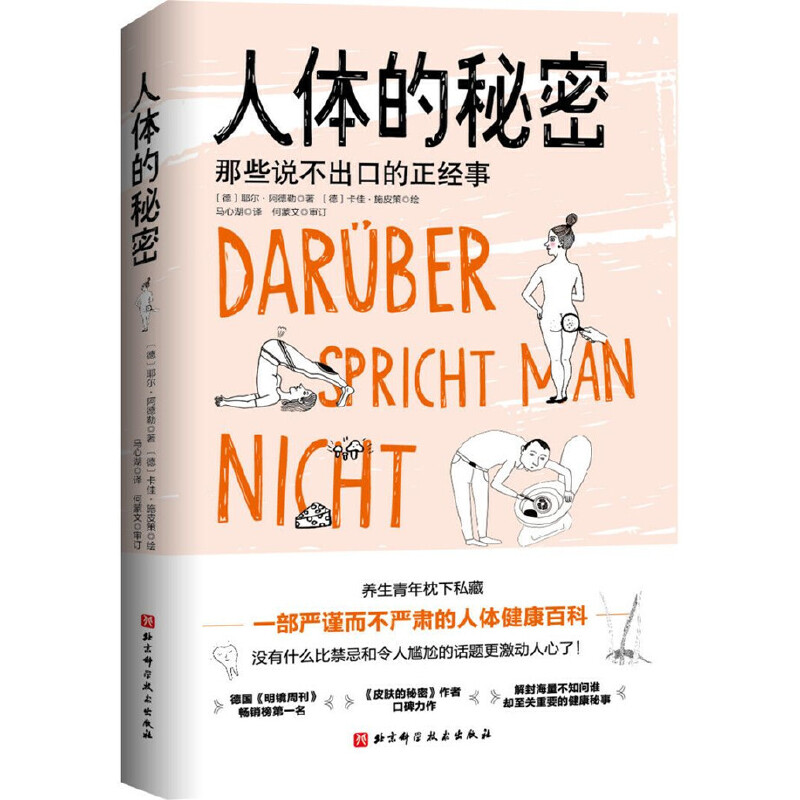 人体的秘密
那些说不出口的正经事
[德]耶尔·阿德勒◎著 [德]卡佳·施皮策◎绘
马心湖◎译 何蒙文◎审订
DARÜBER
SPRICHT MAN
NICHT
养生青年枕下私藏
一部严谨而不严肃的人体健康百科
没有什么比禁忌和令人尴尬的话题更激动人心了!
德国《明镜周刊》
畅销榜第一名
《皮肤的秘密》作者
口碑力作
解封海量不知问谁
却至关重要的健康秘事
北京科学技术出版社
人体的秘密
[德]耶尔·阿德勒◎著 [德]卡佳·施皮策◎绘
马心湖◎译 何蒙文◎审订
北京科学技术出版社